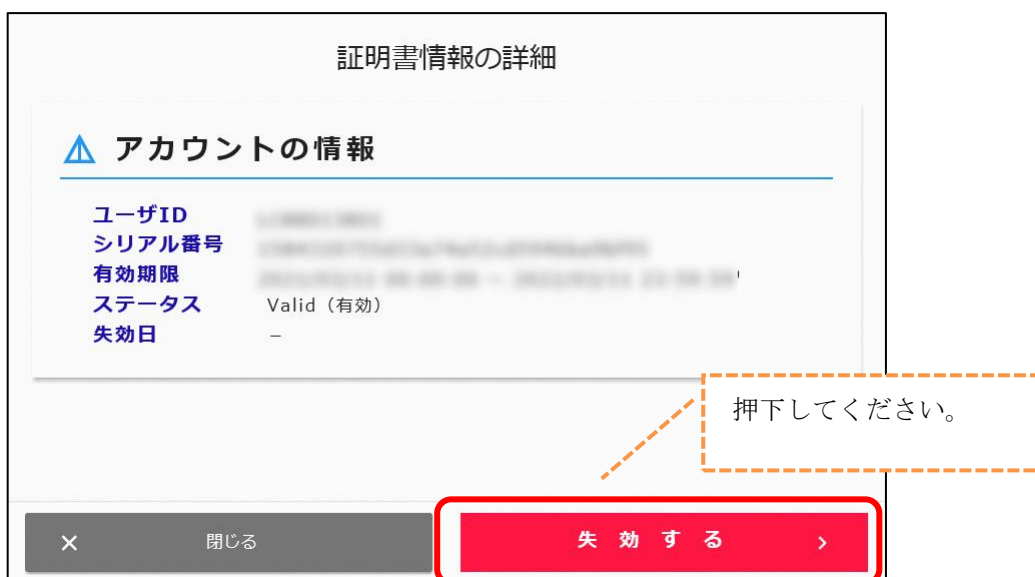 証明書情報の詳細
アカウントの情報
ユーザID
シリアル番号
有効期限
ステータス Valid（有効）
失効日 –
押下してください。
× 閉じる
失効する >